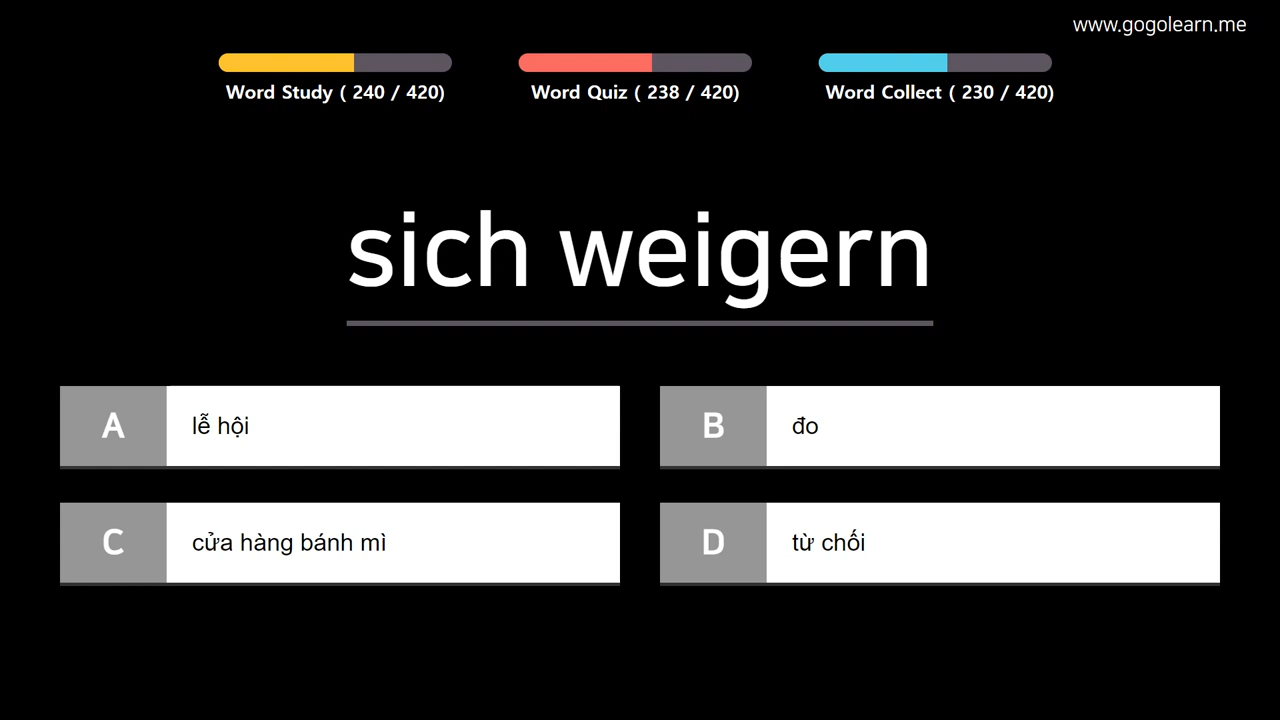 www.gogolearn.me
Word Study ( 240 / 420)
Word Quiz ( 238 / 420)
Word Collect ( 230 / 420)
sich weigern
A
lễ hội
B
đo
C
cửa hàng bánh mì
D
từ chối